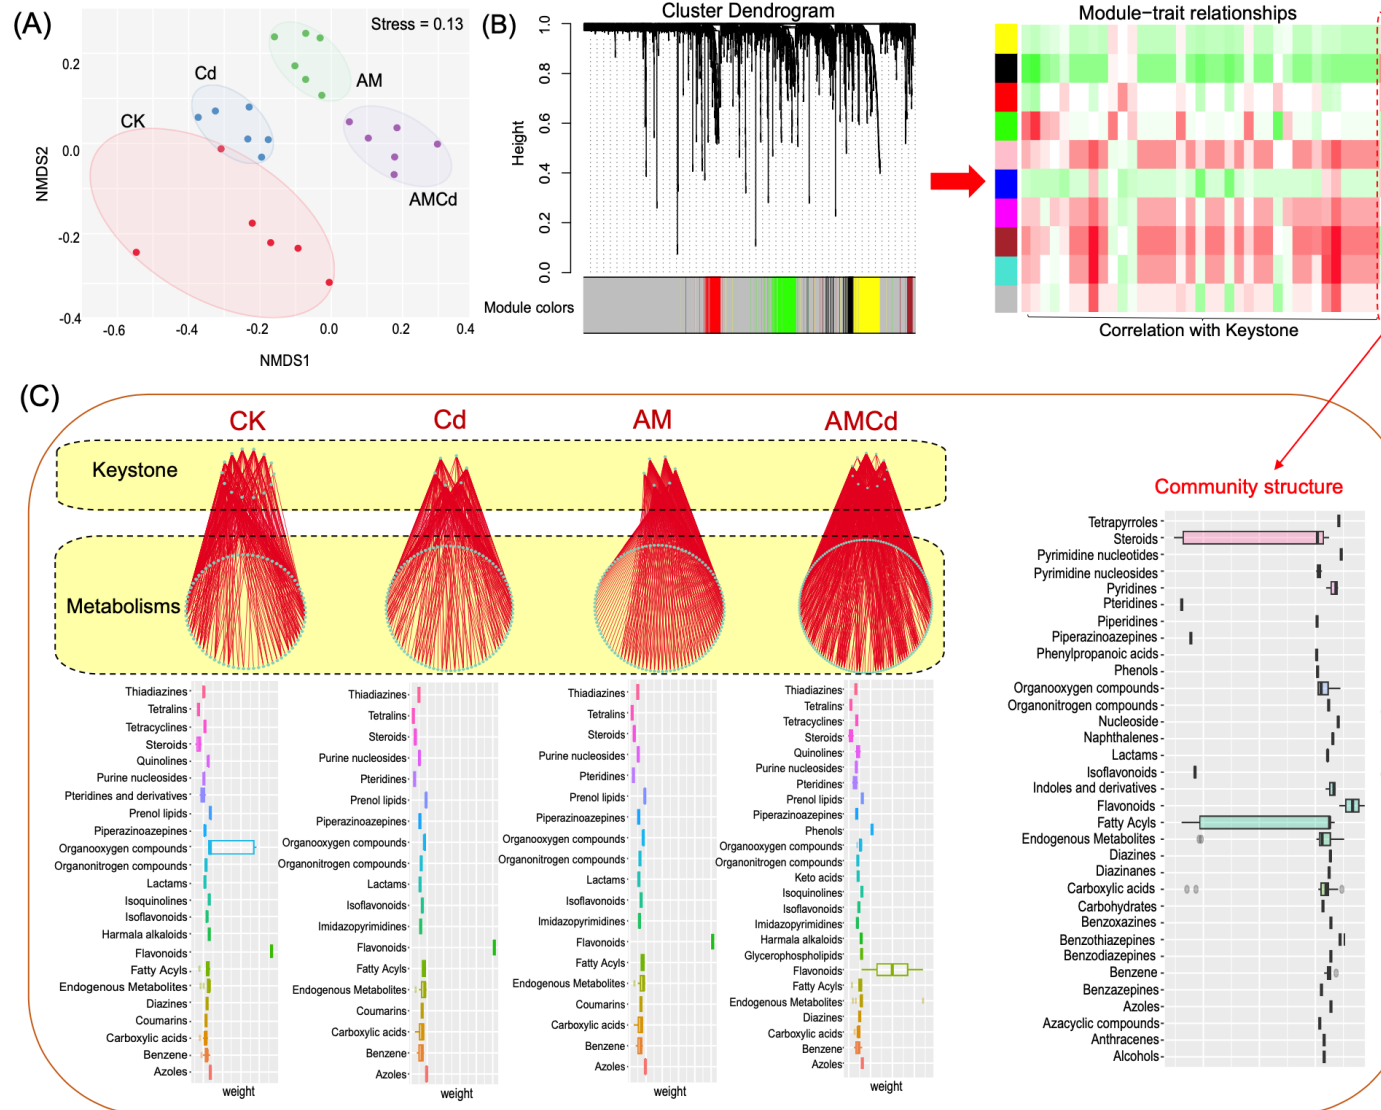 (A)
Stress = 0.13
0.2
0.0
-0.2
-0.4
NMDS2
CK
Cd
AM
AMCd
-0.6
-0.4
-0.2
0.0
0.2
0.4
NMDS1
(B)
Cluster Dendrogram
Height
1.0
0.8
0.6
0.4
0.2
0.0
Module colors
Module−trait relationships
Correlation with Keystone
(C)
CK
Cd
AM
AMCd
Keystone
Metabolisms
Thiadiazines
Tetralins
Tetracyclines
Steroids
Quinolines
Purine nucleosides
Pteridines and derivatives
Prenol lipids
Piperazinoazepines
Organooxygen compounds
Organonitrogen compounds
Lactams
Isoquinolines
Isoflavonoids
Harmala alkaloids
Flavonoids
Fatty Acyls
Endogenous Metabolites
Diazines
Coumarins
Carboxylic acids
Benzene
Azoles
weight
Thiadiazines
Tetralins
Steroids
Purine nucleosides
Pteridines
Prenol lipids
Piperazinoazepines
Organooxygen compounds
Organonitrogen compounds
Lactams
Isoflavonoids
Imidazopyrimidines
Flavonoids
Fatty Acyls
Endogenous Metabolites
Coumarins
Carboxylic acids
Benzene
Azoles
weight
Thiadiazines
Tetralins
Steroids
Purine nucleosides
Pteridines
Prenol lipids
Piperazinoazepines
Organooxygen compounds
Organonitrogen compounds
Lactams
Isoflavonoids
Imidazopyrimidines
Flavonoids
Fatty Acyls
Endogenous Metabolites
Coumarins
Carboxylic acids
Benzene
Azoles
weight
Thiadiazines
Tetralins
Tetracyclines
Steroids
Quinolines
Purine nucleosides
Pteridines
Prenol lipids
Piperazinoazepines
Phenols
Organooxygen compounds
Organonitrogen compounds
Keto acids
Isoquinolines
Isoflavonoids
Imidazopyrimidines
Harmala alkaloids
Glycerophospholipids
Flavonoids
Fatty Acyls
Endogenous Metabolites
Diazines
Carboxylic acids
Benzene
Azoles
weight
Community structure
Tetrapyrroles
Steroids
Pyrimidine nucleotides
Pyrimidine nucleosides
Pyridines
Pteridines
Piperidines
Piperazinoazepines
Phenylpropanoic acids
Phenols
Organooxygen compounds
Organonitrogen compounds
Nucleoside
Naphthalenes
Lactams
Isoflavonoids
Indoles and derivatives
Flavonoids
Fatty Acyls
Endogenous Metabolites
Diazines
Diazinanes
Carboxylic acids
Carbohydrates
Benzoxazines
Benzothiazepines
Benzodiazepines
Benzene
Benzazepines
Azoles
Azacyclic compounds
Anthracenes
Alcohols